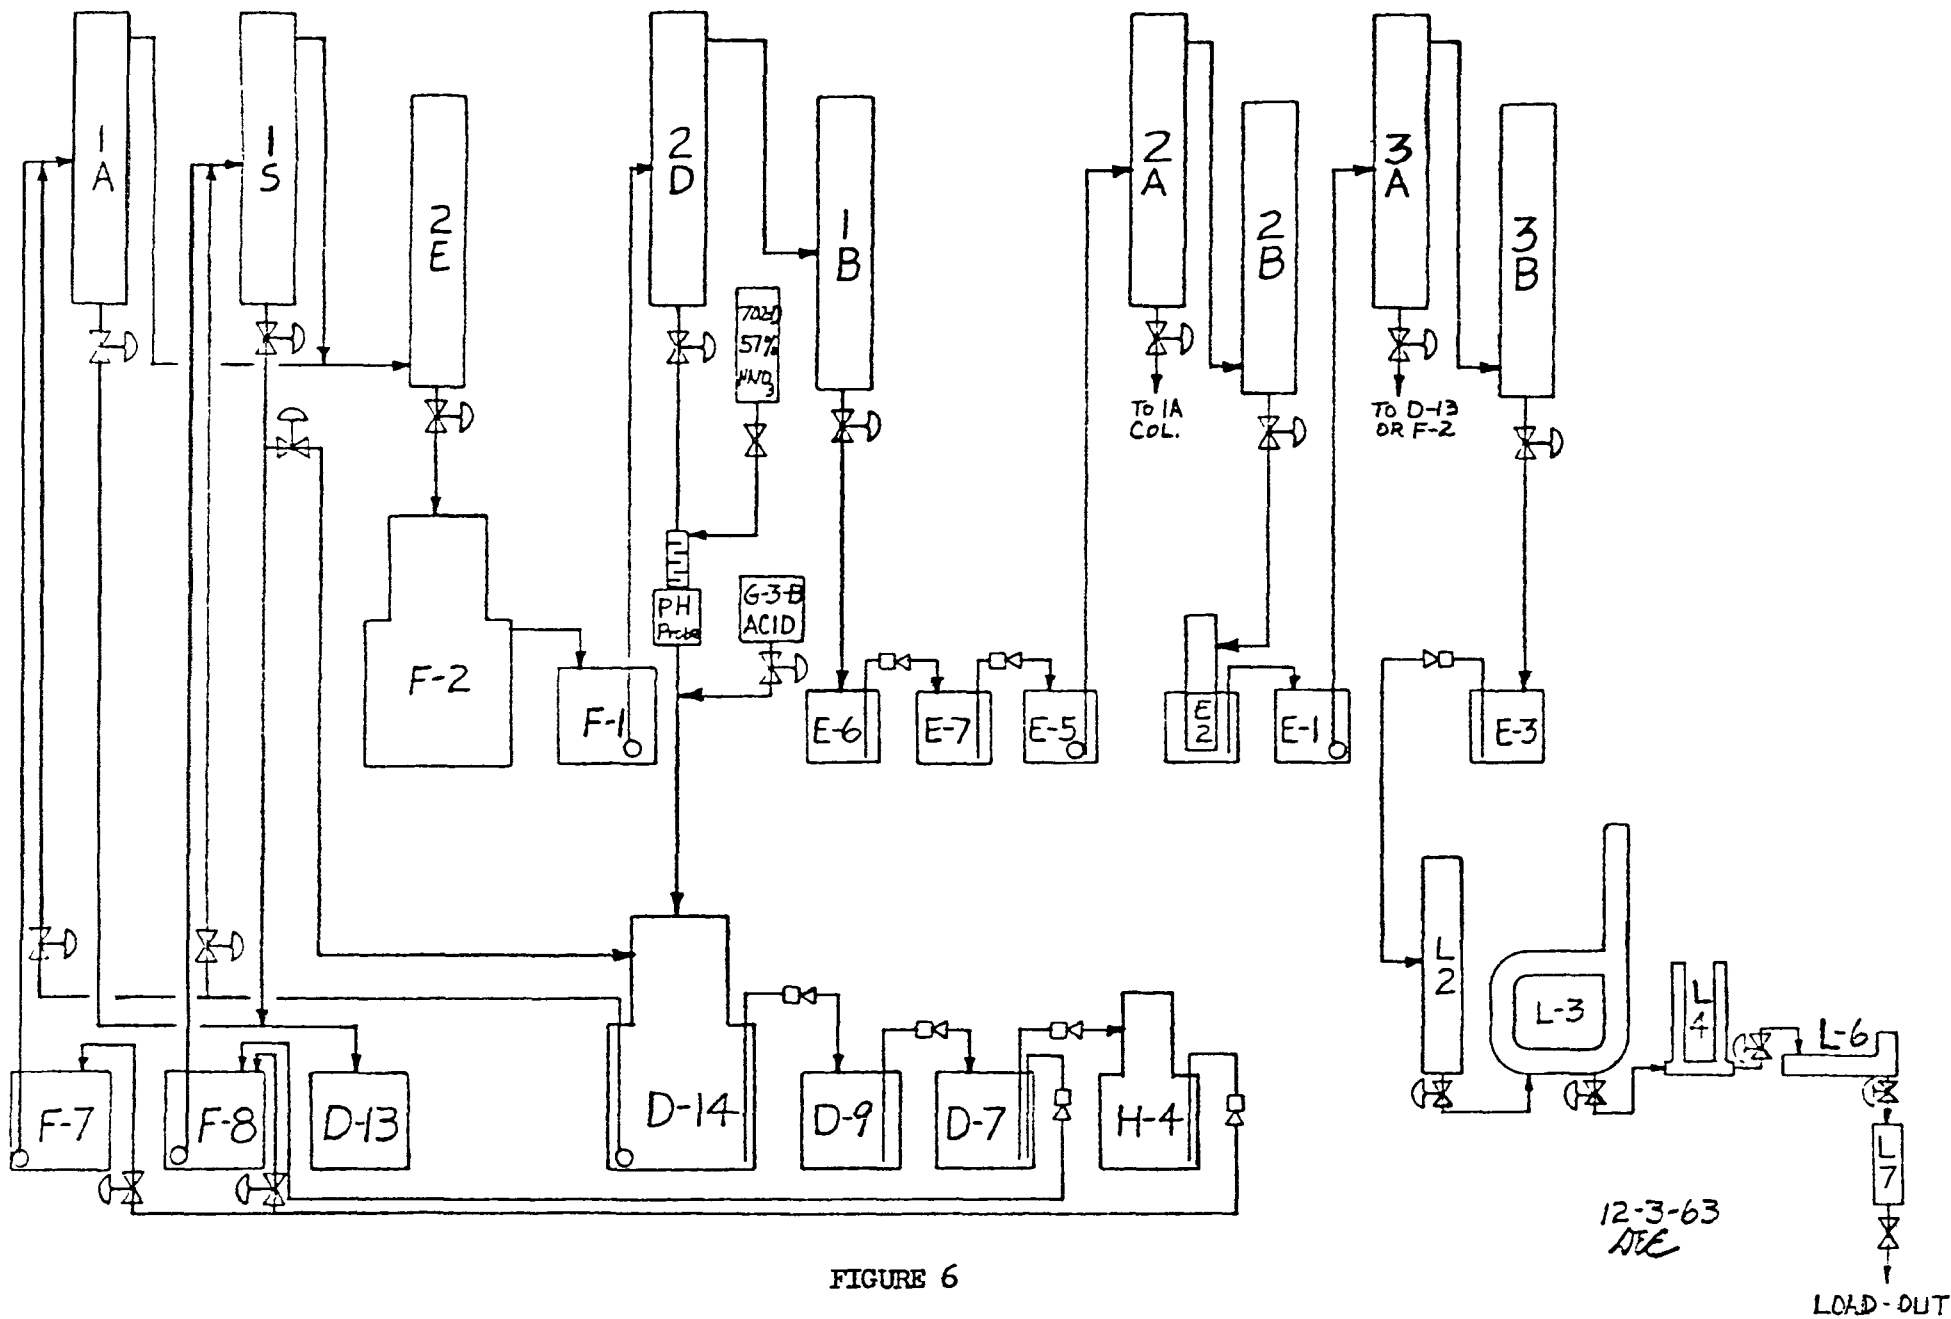 1
A
1
S
2
E
2
D
1
B
2
A
2
B
3
A
3
B
57%
HNO3
TO 1A
COL.
TO D-13
OR F-2
PH
Probe
G-3-B
ACID
F-2
F-1
E-6
E-7
E-5
E
2
E-1
E-3
L
2
L-3
L
4
L-6
L
7
F-7
F-8
D-13
D-14
D-9
D-7
H-4
12-3-63
FIGURE 6
LOAD-OUT